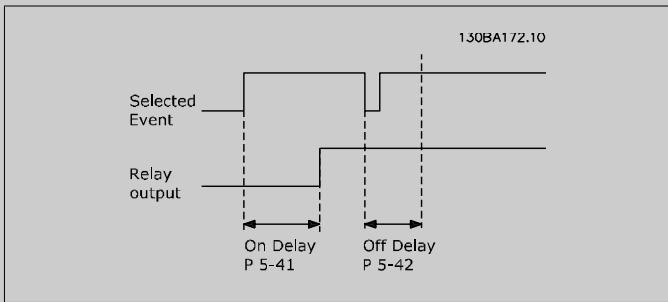 130BA172.10
Selected
Event
Relay
output
On Delay
P 5-41
Off Delay
P 5-42